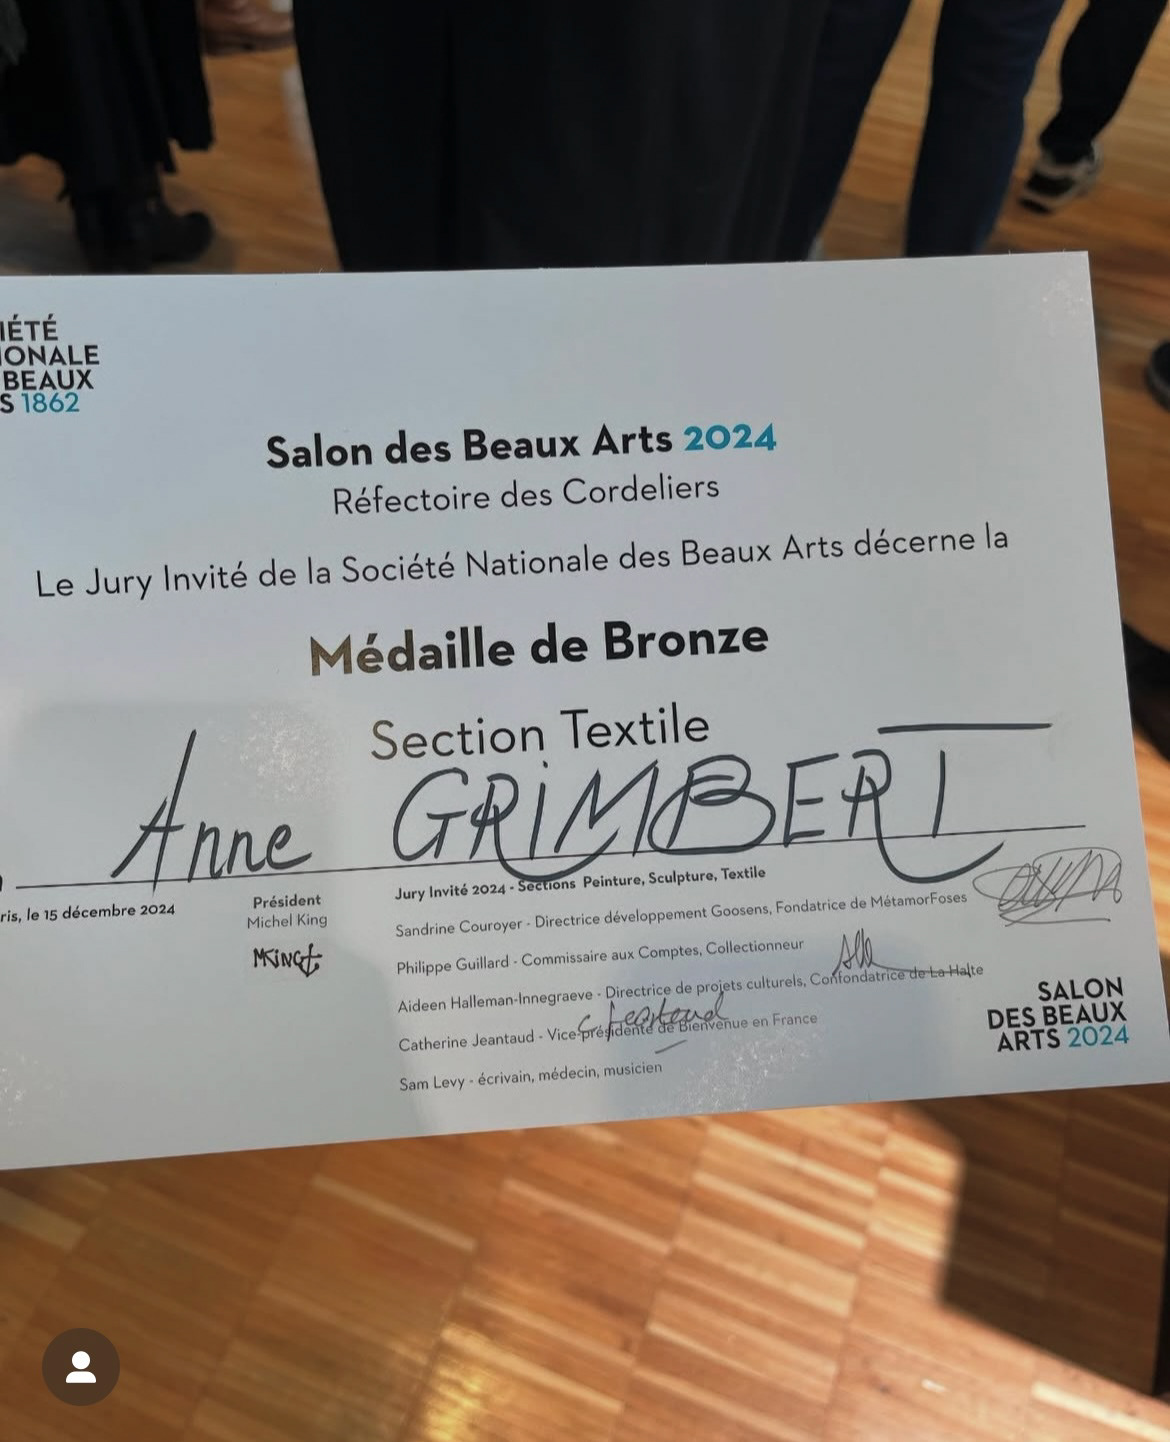 IÉTÉ
IONALE
BEAUX
S 1862
Salon des Beaux Arts 2024
Réfectoire des Cordeliers
Le Jury Invité de la Société Nationale des Beaux Arts décerne la
Médaille de Bronze
Section Textile
Anne GRIMBERT
ris, le 15 décembre 2024
Président
Michel King
MKING
Jury Invité 2024 - Sections Peinture, Sculpture, Textile
Sandrine Couroyer - Directrice développement Goosens, Fondatrice de MétamorFoses
Philippe Guillard - Commissaire aux Comptes, Collectionneur
Aideen Halleman-Innegraeve - Directrice de projets culturels, Confondatrice de La Halte
Catherine Jeantaud - Vice-présidente de Bienvenue en France
Sam Levy - écrivain, médecin, musicien
SALON
DES BEAUX
ARTS 2024